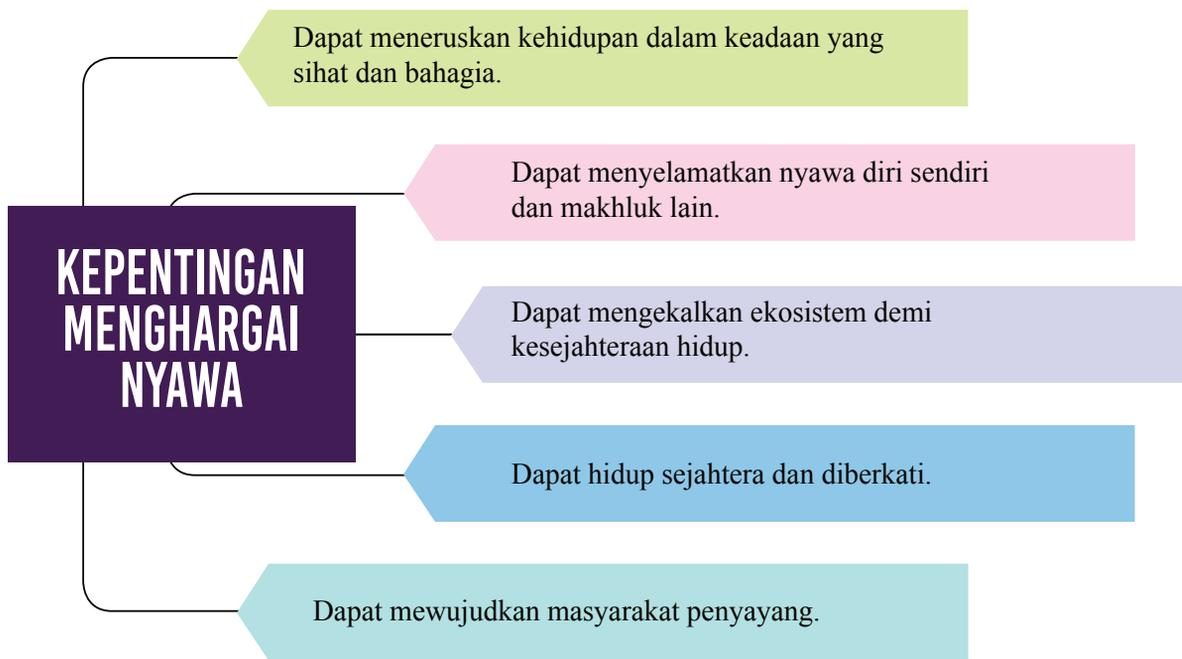 Dapat meneruskan kehidupan dalam keadaan yang
sihat dan bahagia.
Dapat menyelamatkan nyawa diri sendiri
dan makhluk lain.
KEPENTINGAN
MENGHARGAI
NYAWA
Dapat mengekalkan ekosistem demi
kesejahteraan hidup.
Dapat hidup sejahtera dan diberkati.
Dapat mewujudkan masyarakat penyayang.